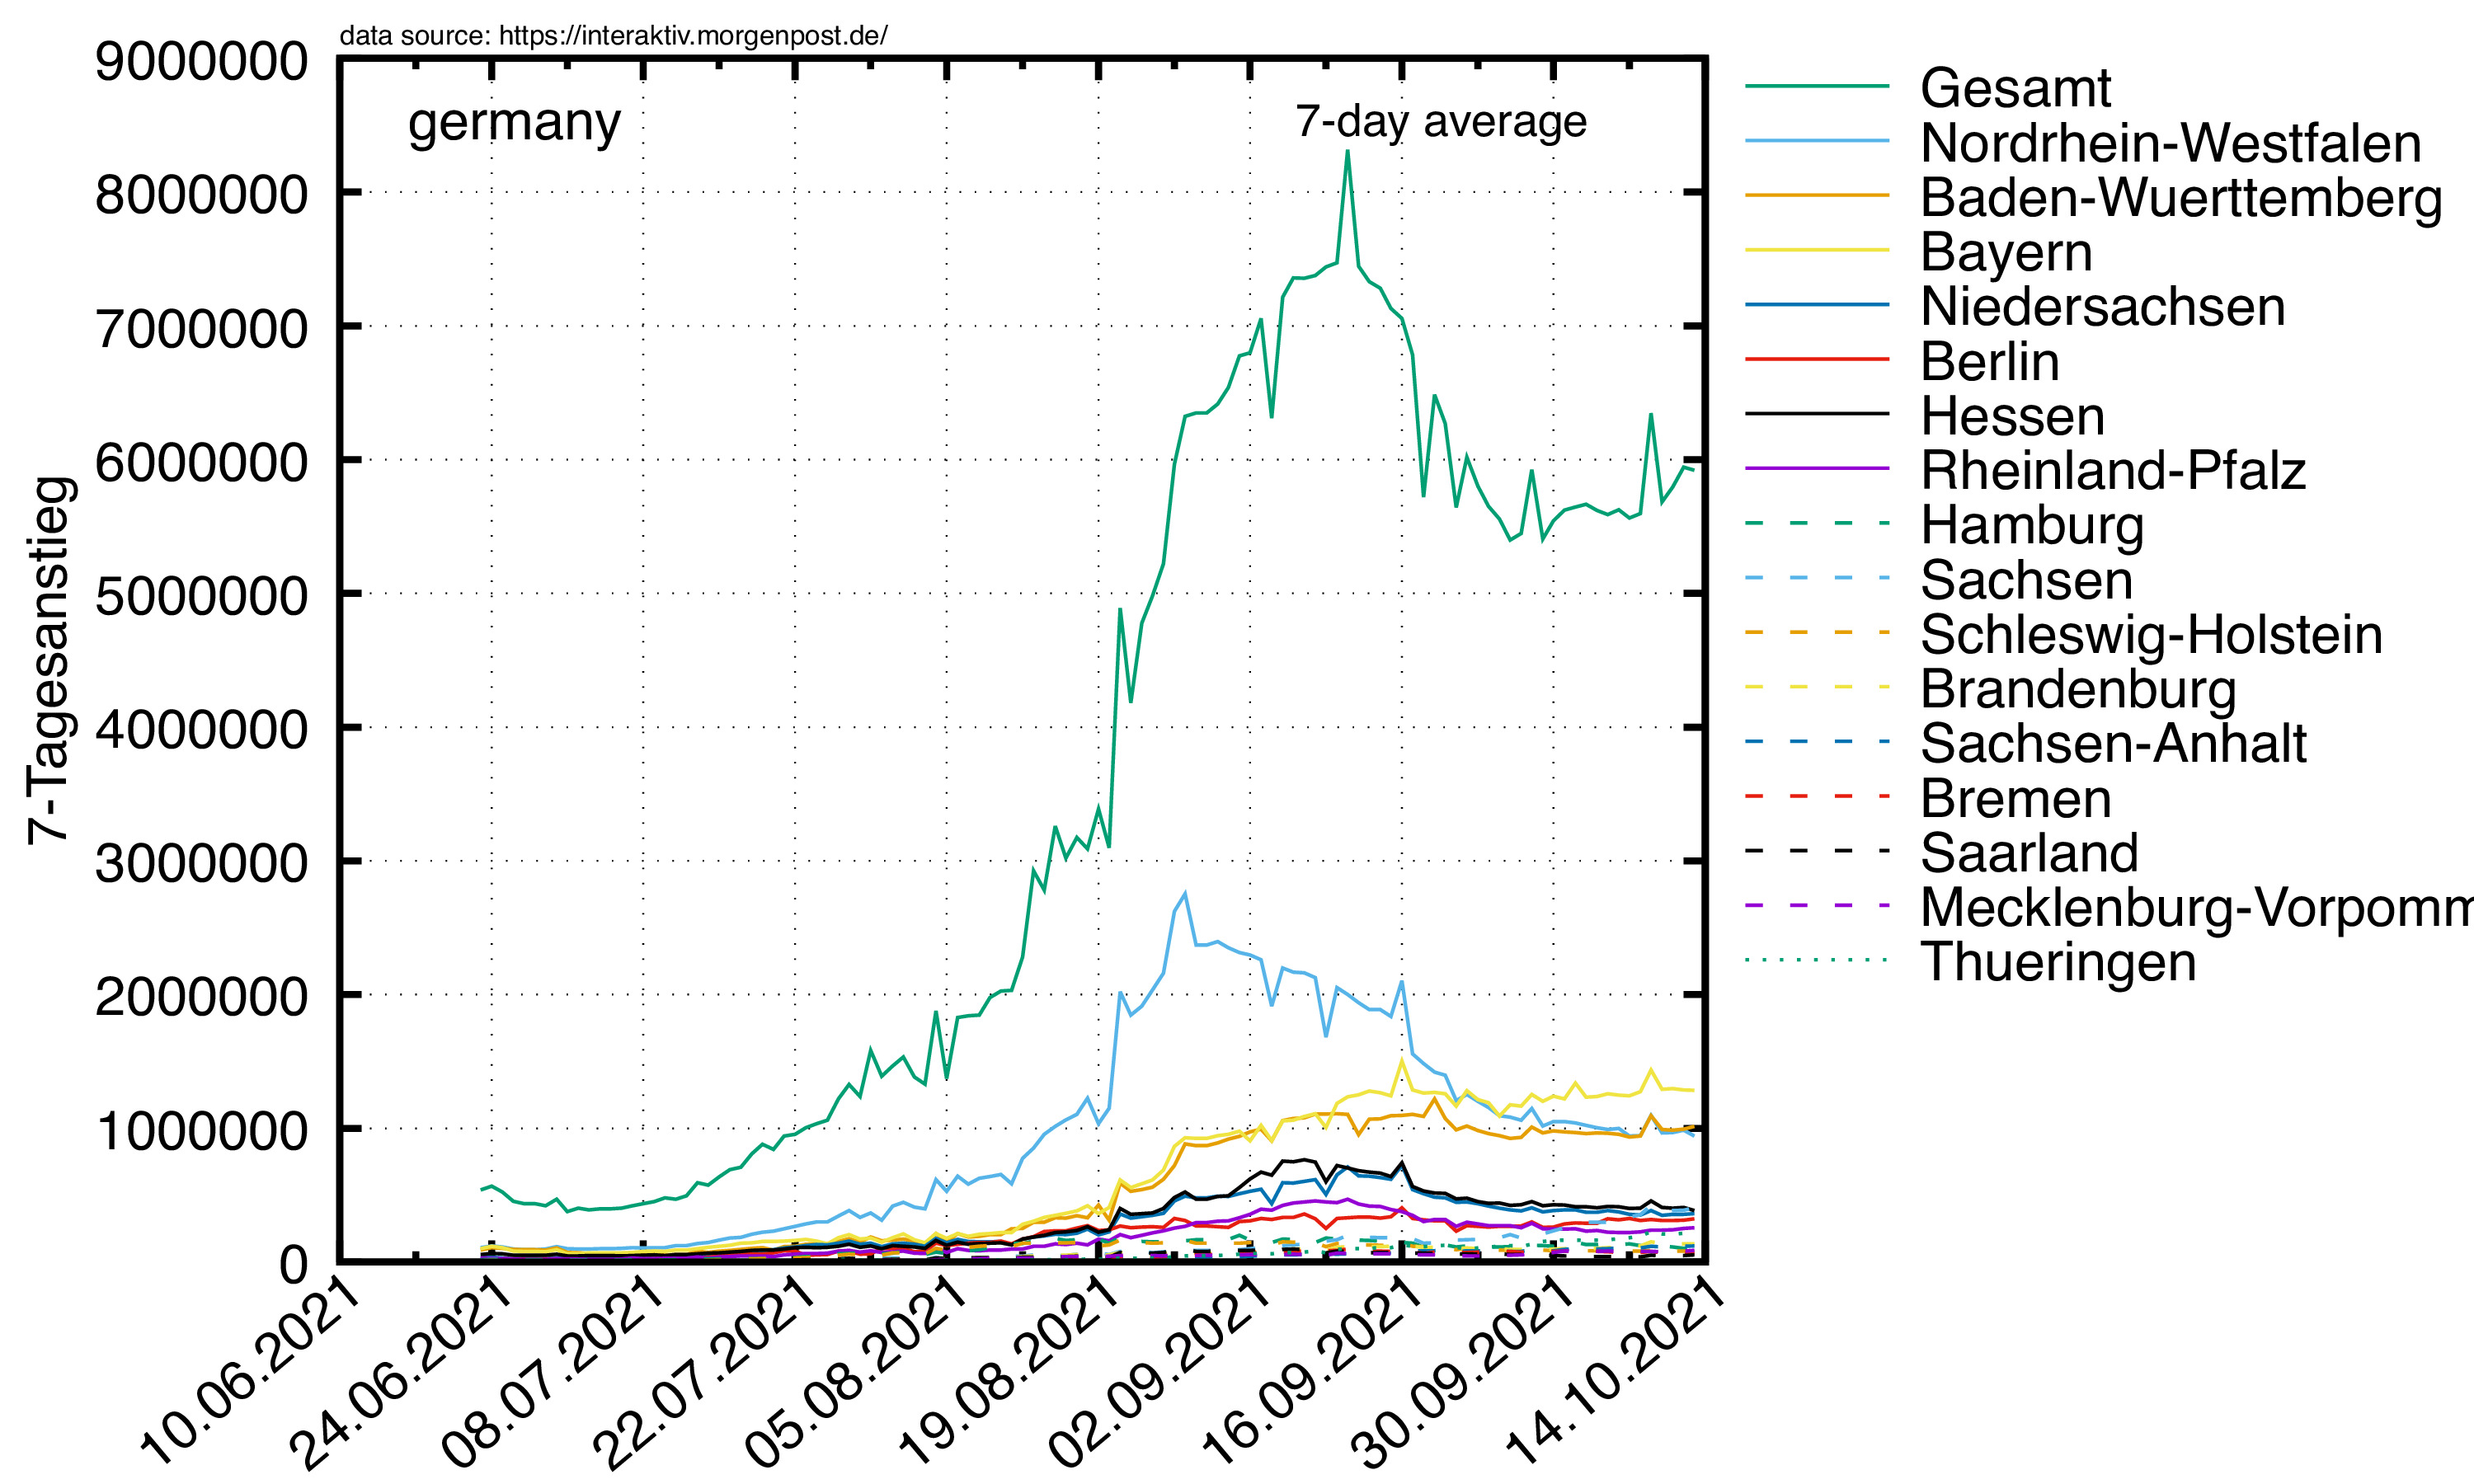 data source: https://interaktiv.morgenpost.de/
germany
7-day average
7-Tagesanstieg
9000000
8000000
7000000
6000000
5000000
4000000
3000000
2000000
1000000
0
10.06.2021
24.06.2021
08.07.2021
22.07.2021
05.08.2021
19.08.2021
02.09.2021
16.09.2021
30.09.2021
14.10.2021
Gesamt
Nordrhein-Westfalen
Baden-Wuerttemberg
Bayern
Niedersachsen
Berlin
Hessen
Rheinland-Pfalz
Hamburg
Sachsen
Schleswig-Holstein
Brandenburg
Sachsen-Anhalt
Bremen
Saarland
Mecklenburg-Vorpomm
Thueringen